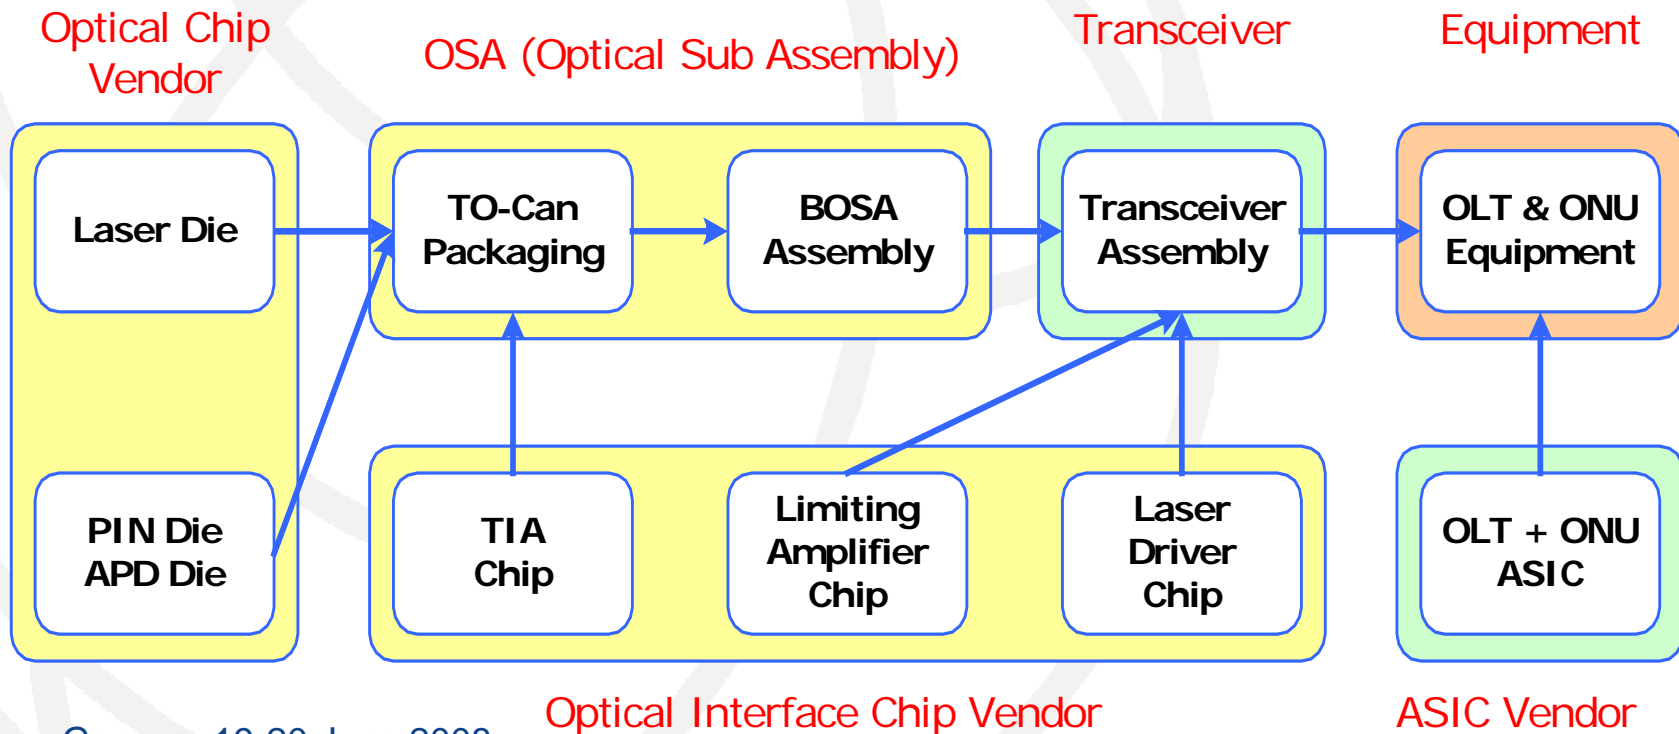 Optical Chip
Vendor
OSA (Optical Sub Assembly)
Transceiver
Equipment
Laser Die
TO-Can
Packaging
BOSA
Assembly
Transceiver
Assembly
OLT & ONU
Equipment
PIN Die
APD Die
TIA
Chip
Limiting
Amplifier
Chip
Laser
Driver
Chip
OLT + ONU
ASIC
Optical Interface Chip Vendor
ASIC Vendor